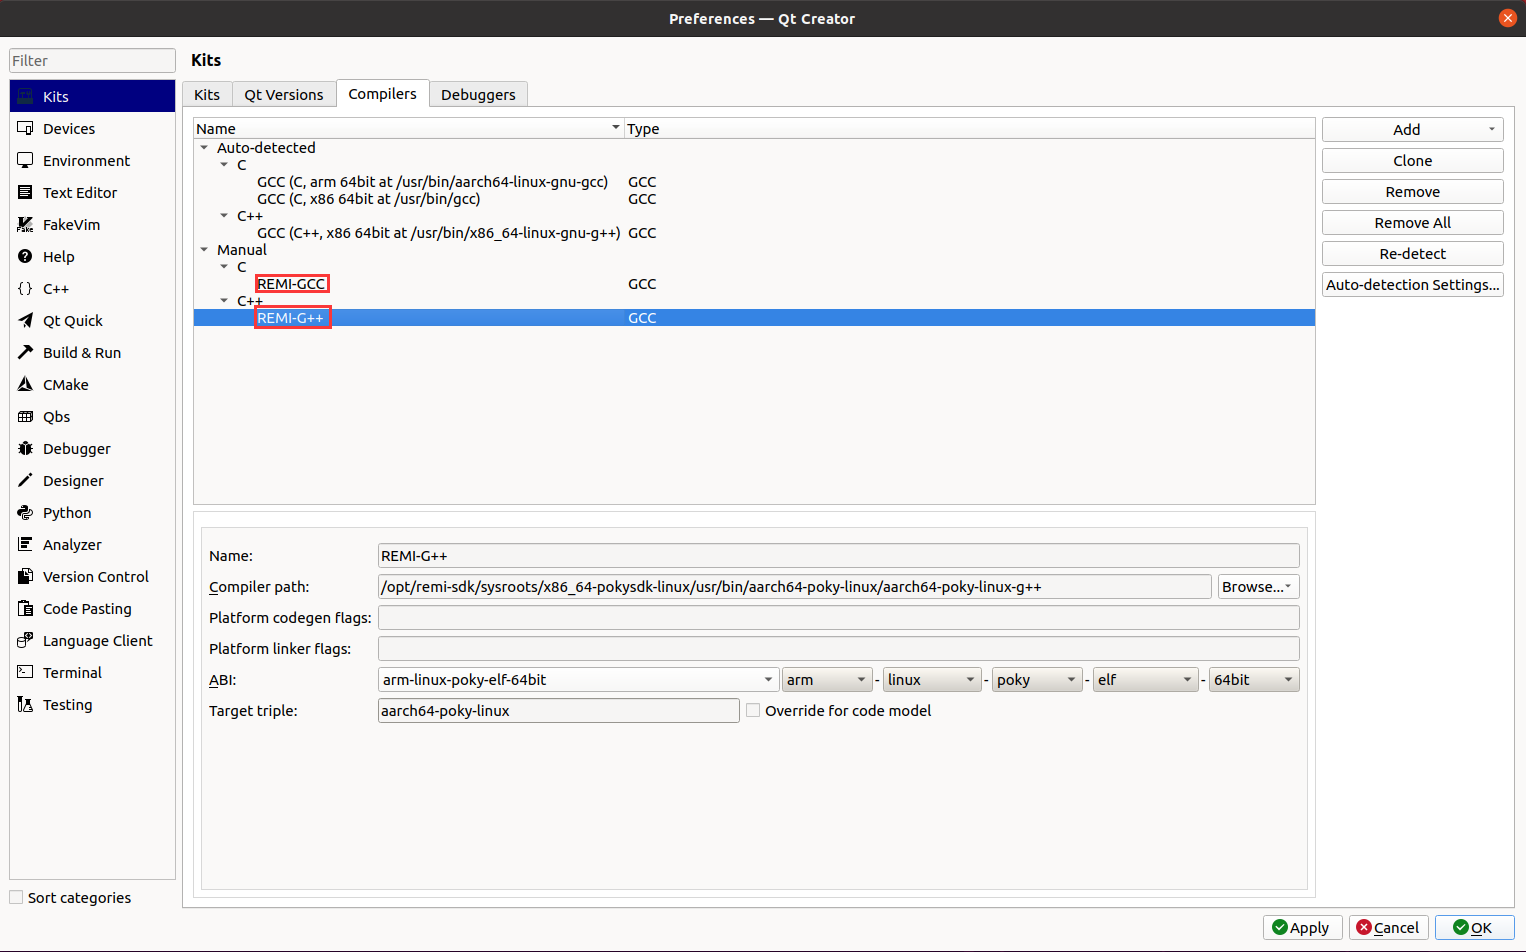 Preferences — Qt Creator
Filter
Kits
Devices
Environment
Text Editor
FakeVim
Help
C++
Qt Quick
Build & Run
CMake
Qbs
Debugger
Designer
Python
Analyzer
Version Control
Code Pasting
Language Client
Terminal
Testing
Sort categories
Kits
Kits Qt Versions Compilers Debuggers
Name Type
Auto-detected
C
GCC (C, arm 64bit at /usr/bin/aarch64-linux-gnu-gcc) GCC
GCC (C, x86 64bit at /usr/bin/gcc) GCC
C++
GCC (C++, x86 64bit at /usr/bin/x86_64-linux-gnu-g++) GCC
Manual
C
REMI-GCC GCC
C++
REMI-G++ GCC
Add
Clone
Remove
Remove All
Re-detect
Auto-detection Settings...
Name: REMI-G++
Compiler path: /opt/remi-sdk/sysroots/x86_64-pokysdk-linux/usr/bin/aarch64-poky-linux/aarch64-poky-linux-g++ Browse...
Platform codegen flags:
Platform linker flags:
ABI: arm-linux-poky-elf-64bit arm - linux - poky - elf - 64bit
Target triple: aarch64-poky-linux Override for code model
Apply Cancel OK